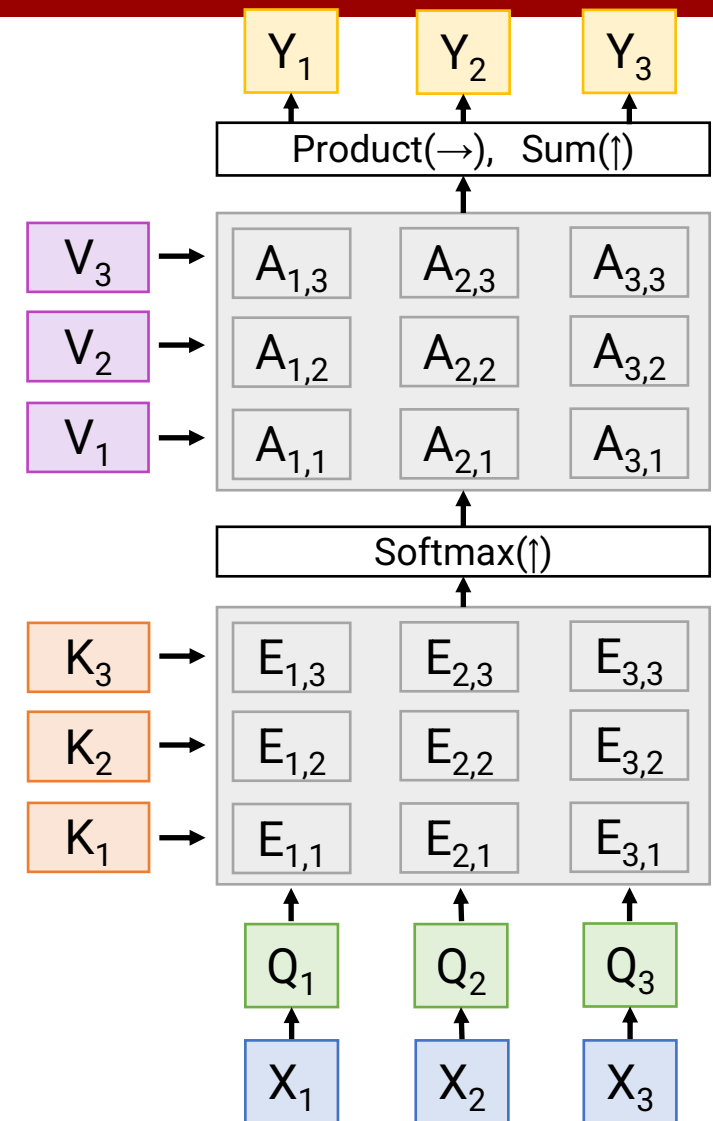 Y₁ Y₂ Y₃
Product(→), Sum(↑)
V₃ A₁,₃ A₂,₃ A₃,₃
V₂ A₁,₂ A₂,₂ A₃,₂
V₁ A₁,₁ A₂,₁ A₃,₁
Softmax(↑)
K₃ E₁,₃ E₂,₃ E₃,₃
K₂ E₁,₂ E₂,₂ E₃,₂
K₁ E₁,₁ E₂,₁ E₃,₁
Q₁ Q₂ Q₃
X₁ X₂ X₃